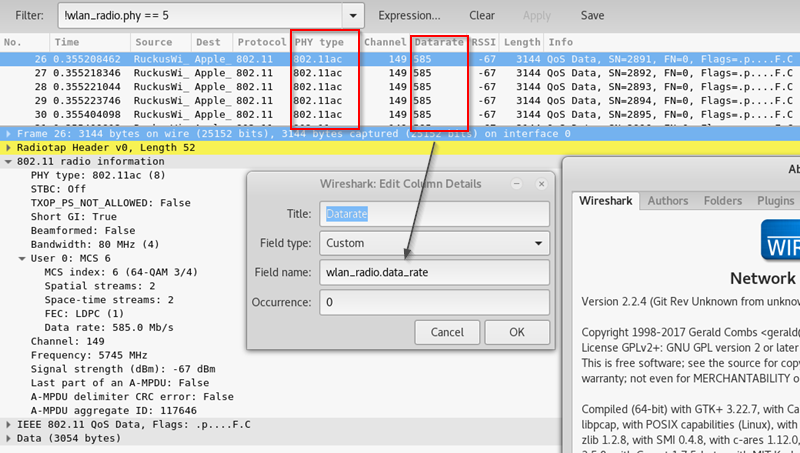 Filter: !wlan_radio.phy == 5 Expression... Clear Apply Save
No. Time Source Dest Protocol PHY type Channel Datarate RSSI Length Info
26 0.355208462 RuckusWi_ Apple_ 802.11 802.11ac 149 585 -67 3144 QoS Data, SN=2891, FN=0, Flags=.p....F.C
27 0.355218346 RuckusWi_ Apple_ 802.11 802.11ac 149 585 -67 3144 QoS Data, SN=2892, FN=0, Flags=.p....F.C
28 0.355221044 RuckusWi_ Apple_ 802.11 802.11ac 149 585 -67 3144 QoS Data, SN=2893, FN=0, Flags=.p....F.C
29 0.355223746 RuckusWi_ Apple_ 802.11 802.11ac 149 585 -67 3144 QoS Data, SN=2894, FN=0, Flags=.p....F.C
30 0.355404098 RuckusWi_ Apple_ 802.11 802.11ac 149 585 -67 3144 QoS Data, SN=2895, FN=0, Flags=.p....F.C
Frame 26: 3144 bytes on wire (25152 bits), 3144 bytes captured (25152 bits) on interface 0
Radiotap Header v0, Length 52
802.11 radio information
PHY type: 802.11ac (8)
STBC: Off
TXOP_PS_NOT_ALLOWED: False
Short GI: True
Beamformed: False
Bandwidth: 80 MHz (4)
User 0: MCS 6
MCS index: 6 (64-QAM 3/4)
Spatial streams: 2
Space-time streams: 2
FEC: LDPC (1)
Data rate: 585.0 Mb/s
Channel: 149
Frequency: 5745 MHz
Signal strength (dBm): -67 dBm
Last part of an A-MPDU: False
A-MPDU delimiter CRC error: False
A-MPDU aggregate ID: 117646
IEEE 802.11 QoS Data, Flags: .p....F.C
Data (3054 bytes)
Wireshark: Edit Column Details
Title: Datarate
Field type: Custom
Field name: wlan_radio.data_rate
Occurrence: 0
Cancel OK
Ab
Wireshark Authors Folders Plugins
WIR
Network
Version 2.2.4 (Git Rev Unknown from unknow
Copyright 1998-2017 Gerald Combs <gerald(
License GPLv2+: GNU GPL version 2 or later
This is free software; see the source for copy
warranty; not even for MERCHANTABILITY o
Compiled (64-bit) with GTK+ 3.22.7, with Ca
libpcap, with POSIX capabilities (Linux), with
zlib 1.2.8, with SMI 0.4.8, with c-ares 1.12.0,